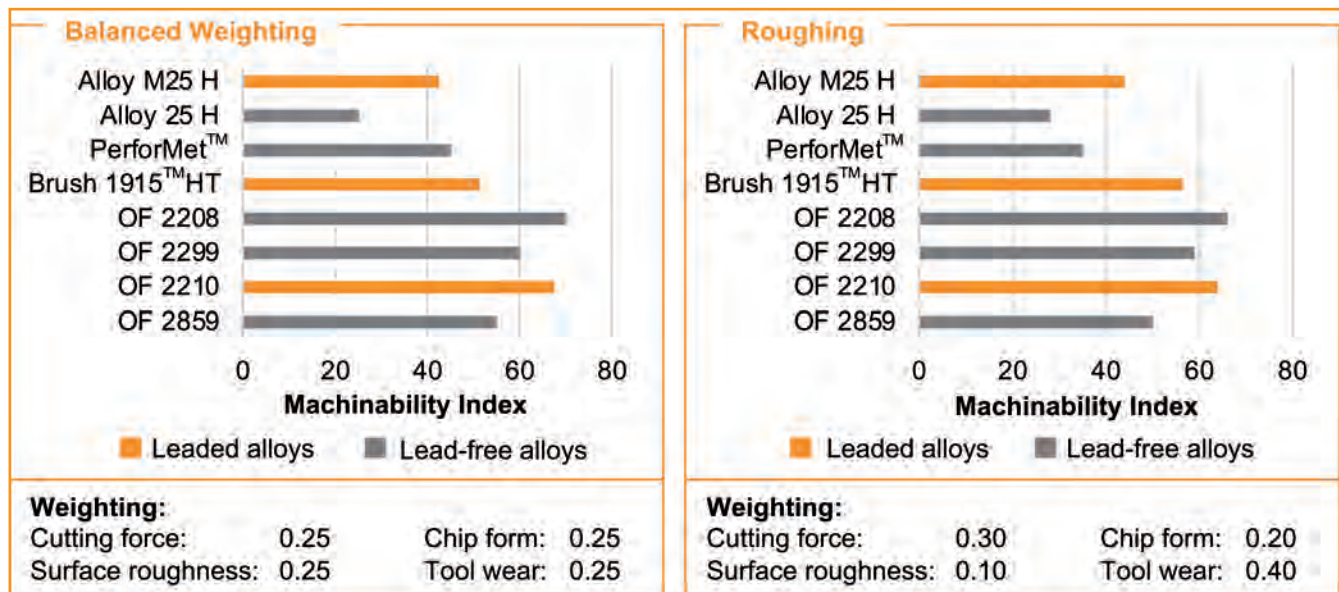 Balanced Weighting
Alloy M25 H
Alloy 25 H
PerforMet™
Brush 1915™HT
OF 2208
OF 2299
OF 2210
OF 2859
0 20 40 60 80
Machinability Index
Leaded alloys Lead-free alloys
Weighting:
Cutting force: 0.25 Chip form: 0.25
Surface roughness: 0.25 Tool wear: 0.25
Roughing
Alloy M25 H
Alloy 25 H
PerforMet™
Brush 1915™HT
OF 2208
OF 2299
OF 2210
OF 2859
0 20 40 60 80
Machinability Index
Leaded alloys Lead-free alloys
Weighting:
Cutting force: 0.30 Chip form: 0.20
Surface roughness: 0.10 Tool wear: 0.40